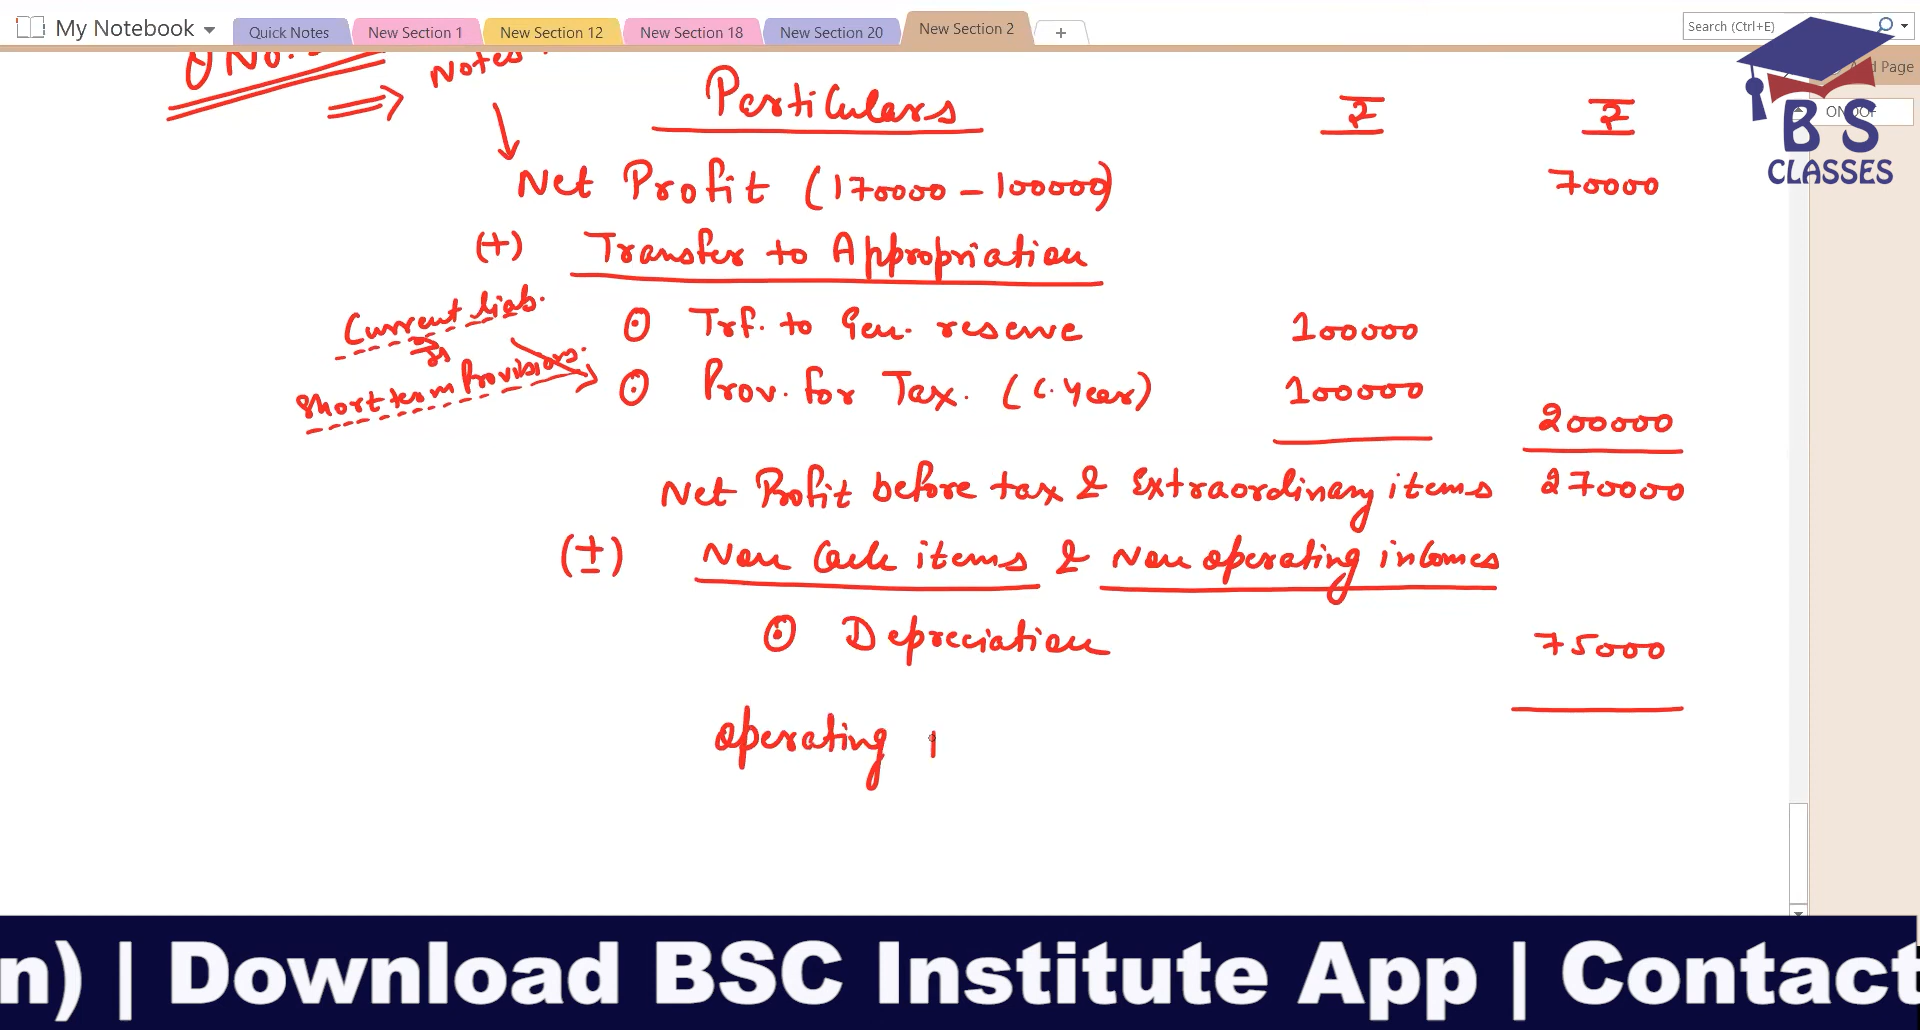 My Notebook
Quick Notes
New Section 1
New Section 12
New Section 18
New Section 20
New Section 2
+
Search (Ctrl+E)
d Page
BS
CLASSES
Q No.
Notes
Particulars ₹ ₹
Net Profit (170000 - 100000) 70000
(+) Transfer to Appropriation
Current liab.
⊙ Trf. to Gen. reserve 100000
Short term Provisions.
⊙ Prov. for Tax. (C. Year) 100000
200000
Net Profit before tax & Extraordinary items 270000
(±) Non Cash items & Non operating incomes
⊙ Depreciation 75000
operating
n) | Download BSC Institute App | Contact